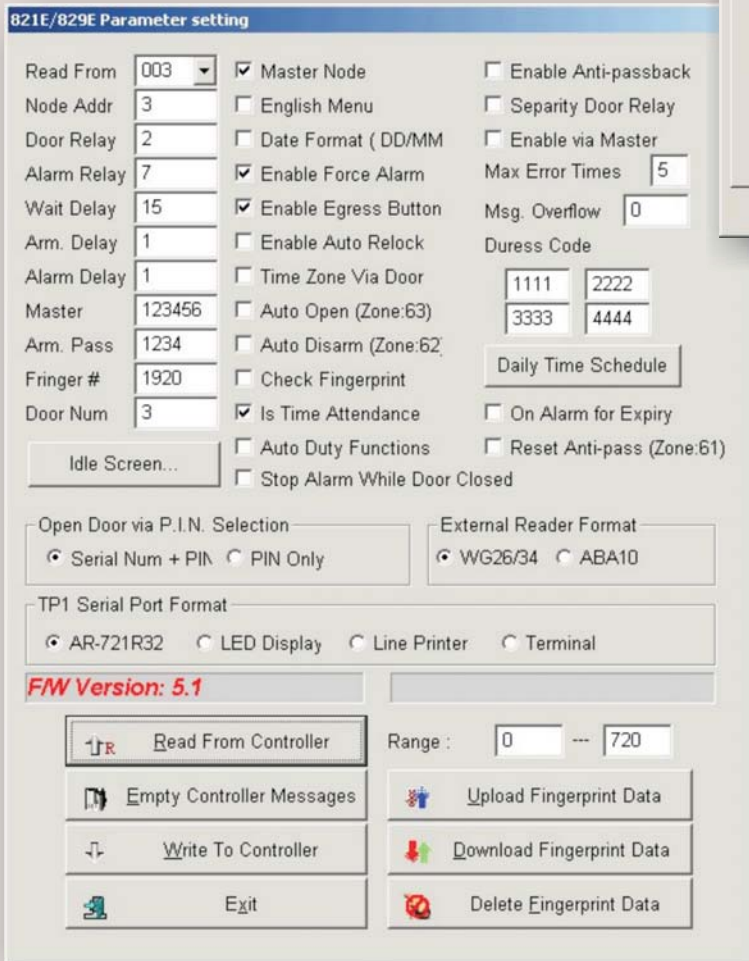 821E/829E Parameter setting
Read From 003 Master Node Enable Anti-passback
Node Addr 3 English Menu Separity Door Relay
Door Relay 2 Date Format ( DD/MM Enable via Master
Alarm Relay 7 Enable Force Alarm Max Error Times 5
Wait Delay 15 Enable Egress Button Msg. Overflow 0
Arm. Delay 1 Enable Auto Relock Duress Code
Alarm Delay 1 Time Zone Via Door 1111 2222
Master 123456 Auto Open (Zone:63) 3333 4444
Arm. Pass 1234 Auto Disarm (Zone:62) Daily Time Schedule
Fringer # 1920 Check Fingerprint
Door Num 3 Is Time Attendance On Alarm for Expiry
Idle Screen... Auto Duty Functions Reset Anti-pass (Zone:61)
Stop Alarm While Door Closed
Open Door via P.I.N. Selection External Reader Format
Serial Num + PIN PIN Only WG26/34 ABA10
TP1 Serial Port Format
AR-721R32 LED Display Line Printer Terminal
F/W Version: 5.1
R Read From Controller Range : 0 --- 720
Empty Controller Messages Upload Fingerprint Data
Write To Controller Download Fingerprint Data
Exit Delete Fingerprint Data